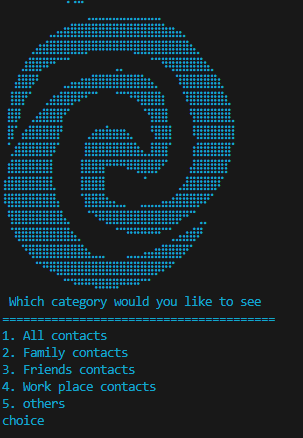 Which category would you like to see
=======================================
1. All contacts
2. Family contacts
3. Friends contacts
4. Work place contacts
5. others
choice